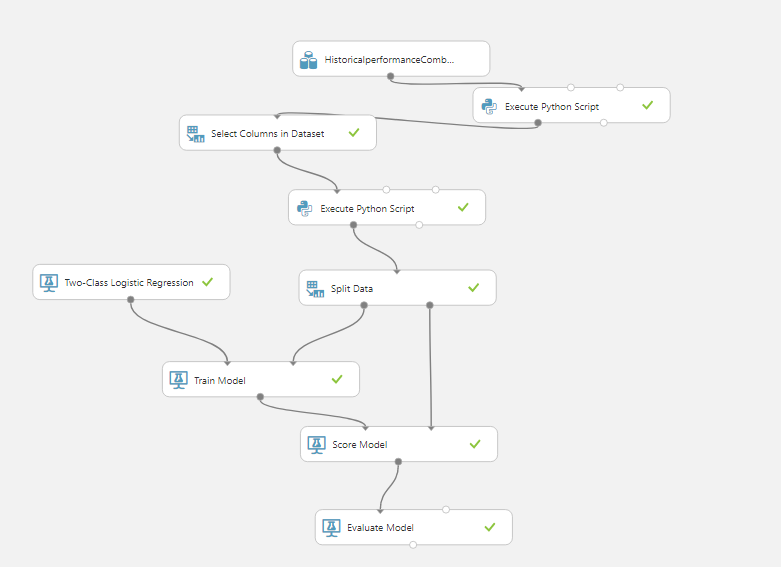 HistoricalperformanceComb...
Execute Python Script
Select Columns in Dataset
Execute Python Script
Two-Class Logistic Regression
Split Data
Train Model
Score Model
Evaluate Model